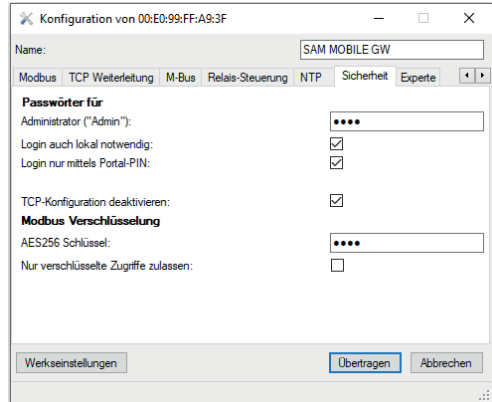 Konfiguration von 00:E0:99:FF:A9:3F
Name: SAM MOBILE GW
Modbus TCP Weiterleitung M-Bus Relais-Steuerung NTP Sicherheit Experte
Passwörter für
Administrator ("Admin"): ••••
Login auch lokal notwendig:
Login nur mittels Portal-PIN:
TCP-Konfiguration deaktivieren:
Modbus Verschlüsselung
AES256 Schlüssel: ••••
Nur verschlüsselte Zugriffe zulassen:
Werkseinstellungen Übertragen Abbrechen